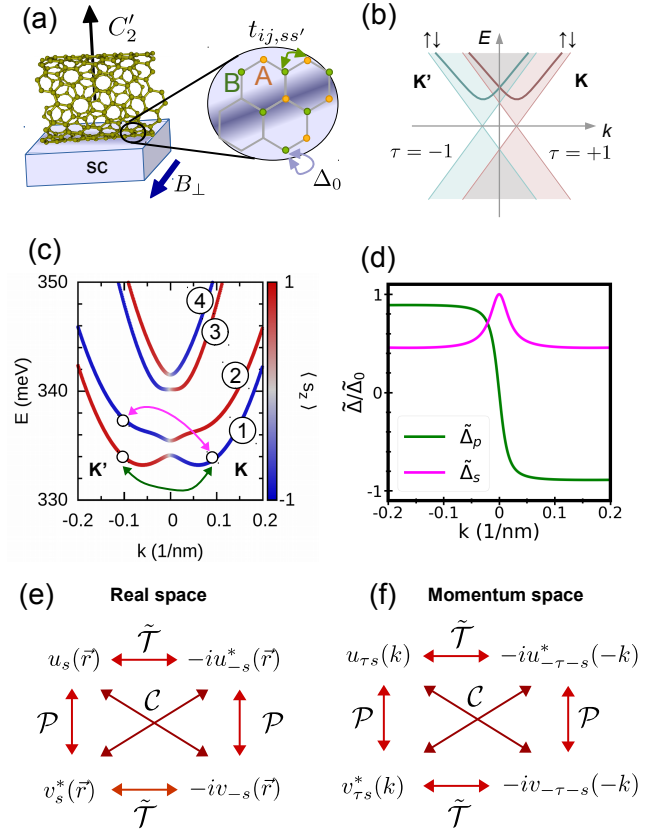 (a)
C₂′
t_{ij,ss′}
B
A
SC
B_⊥
Δ₀
(b)
↑↓
E
↑↓
K'
K
k
τ = −1
τ = +1
(c)
350
340
330
E (meV)
4
3
2
1
K'
K
-0.2
-0.1
0
0.1
0.2
k (1/nm)
1
-1
⟨ s_z ⟩
(d)
1
0
-1
Δ̃/Δ̃₀
Δ̃_p
Δ̃_s
-0.2
-0.1
0
0.1
0.2
k (1/nm)
(e)
Real space
𝒯̃
u_s(r⃗)
−iu*_{−s}(r⃗)
𝒫
𝒞
𝒫
v*_s(r⃗)
−iv_{−s}(r⃗)
𝒯̃
(f)
Momentum space
𝒯̃
u_{τs}(k)
−iu*_{−τ−s}(−k)
𝒫
𝒞
𝒫
v*_{τs}(k)
−iv_{−τ−s}(−k)
𝒯̃